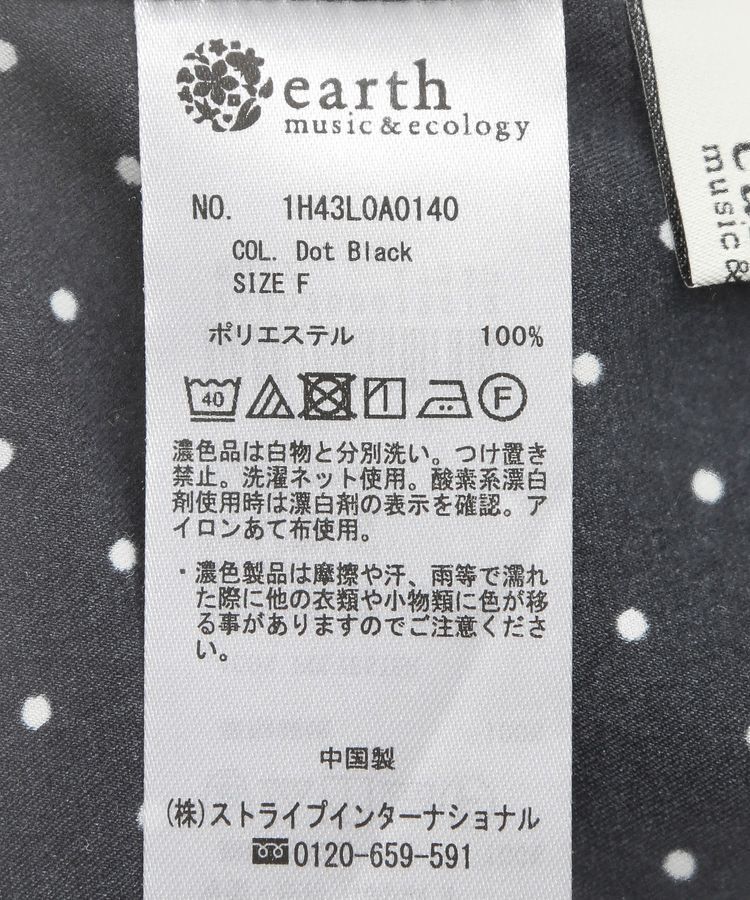 earth
music&ecology
NO. 1H43L0A0140
COL. Dot Black
SIZE F
ポリエステル 100%
40 F
濃色品は白物と分別洗い。つけ置き
禁止。洗濯ネット使用。酸素系漂白
剤使用時は漂白剤の表示を確認。ア
イロンあて布使用。
・濃色製品は摩擦や汗、雨等で濡れ
た際に他の衣類や小物類に色が移
る事がありますのでご注意くださ
い。
中国製
(株)ストライプインターナショナル
0120-659-591
music &